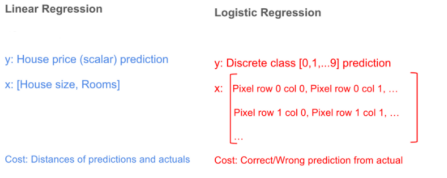 Linear Regression
Logistic Regression
y: House price (scalar) prediction
y: Discrete class [0,1,...9] prediction
x: [House size, Rooms]
x: Pixel row 0 col 0, Pixel row 0 col 1, …
Pixel row 1 col 0, Pixel row 1 col 1, …
…
Cost: Distances of predictions and actuals
Cost: Correct/Wrong prediction from actual